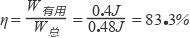 η = W有用 / W总 = 0.4J / 0.48J = 83.3%